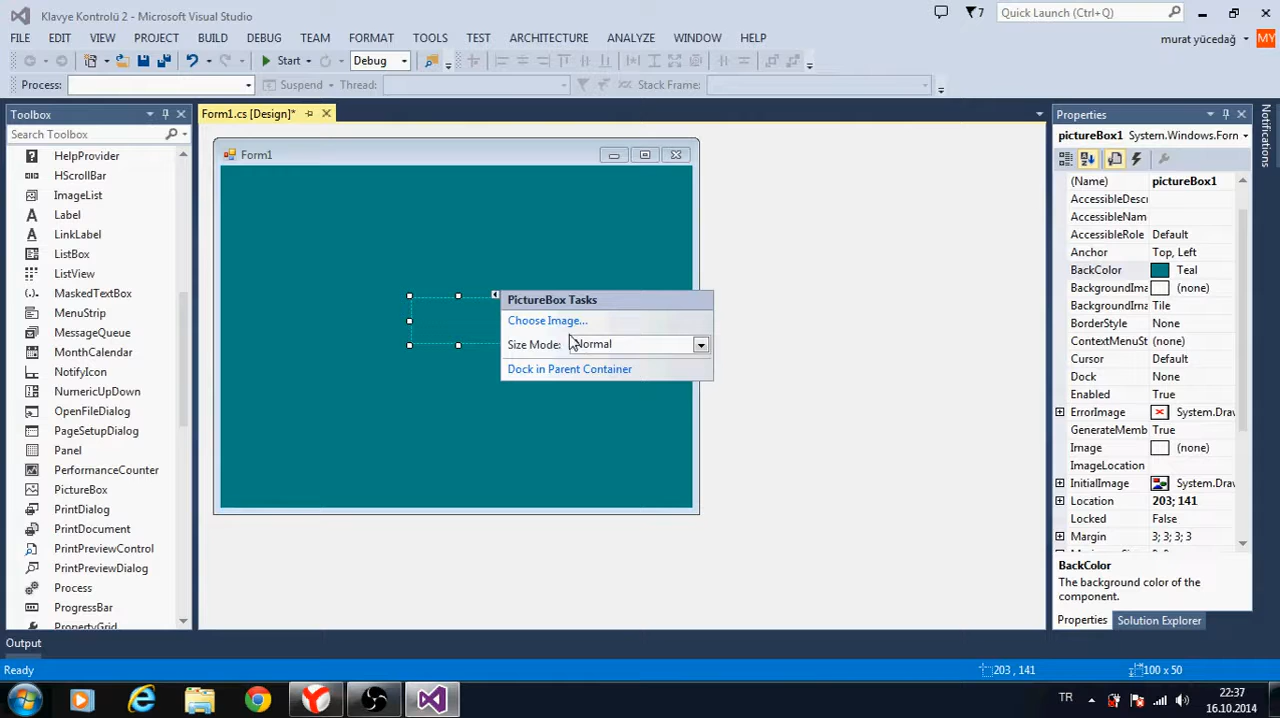 Klavye Kontrolü 2 - Microsoft Visual Studio
7
Quick Launch (Ctrl+Q)
FILE EDIT VIEW PROJECT BUILD DEBUG TEAM FORMAT TOOLS TEST ARCHITECTURE ANALYZE WINDOW HELP
murat yücedağ MY
Start Debug
Process: Suspend Thread: Stack Frame:
Toolbox
Form1.cs [Design]*
Properties
Search Toolbox
pictureBox1 System.Windows.Forn
HelpProvider
HScrollBar
ImageList
Label
LinkLabel
ListBox
ListView
MaskedTextBox
MenuStrip
MessageQueue
MonthCalendar
NotifyIcon
NumericUpDown
OpenFileDialog
PageSetupDialog
Panel
PerformanceCounter
PictureBox
PrintDialog
PrintDocument
PrintPreviewControl
PrintPreviewDialog
Process
ProgressBar
PropertyGrid
Form1
PictureBox Tasks
Choose Image...
Size Mode: Normal
Dock in Parent Container
(Name) pictureBox1
AccessibleDescr
AccessibleNam
AccessibleRole Default
Anchor Top, Left
BackColor Teal
BackgroundIma (none)
BackgroundIma Tile
BorderStyle None
ContextMenuSt (none)
Cursor Default
Dock None
Enabled True
ErrorImage System.Drav
GenerateMemb True
Image (none)
ImageLocation
InitialImage System.Drav
Location 203; 141
Locked False
Margin 3; 3; 3; 3
BackColor
The background color of the
component.
Properties Solution Explorer
Notifications
Output
Ready
203 , 141
100 x 50
TR
22:37
16.10.2014